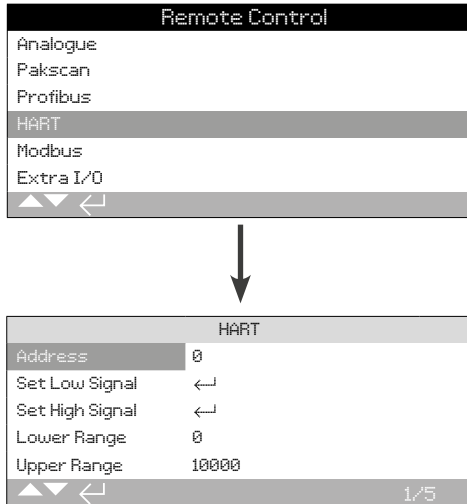 Remote Control
Analogue
Pakscan
Profibus
HART
Modbus
Extra I/O
HART
Address 0
Set Low Signal
Set High Signal
Lower Range 0
Upper Range 10000
1/5